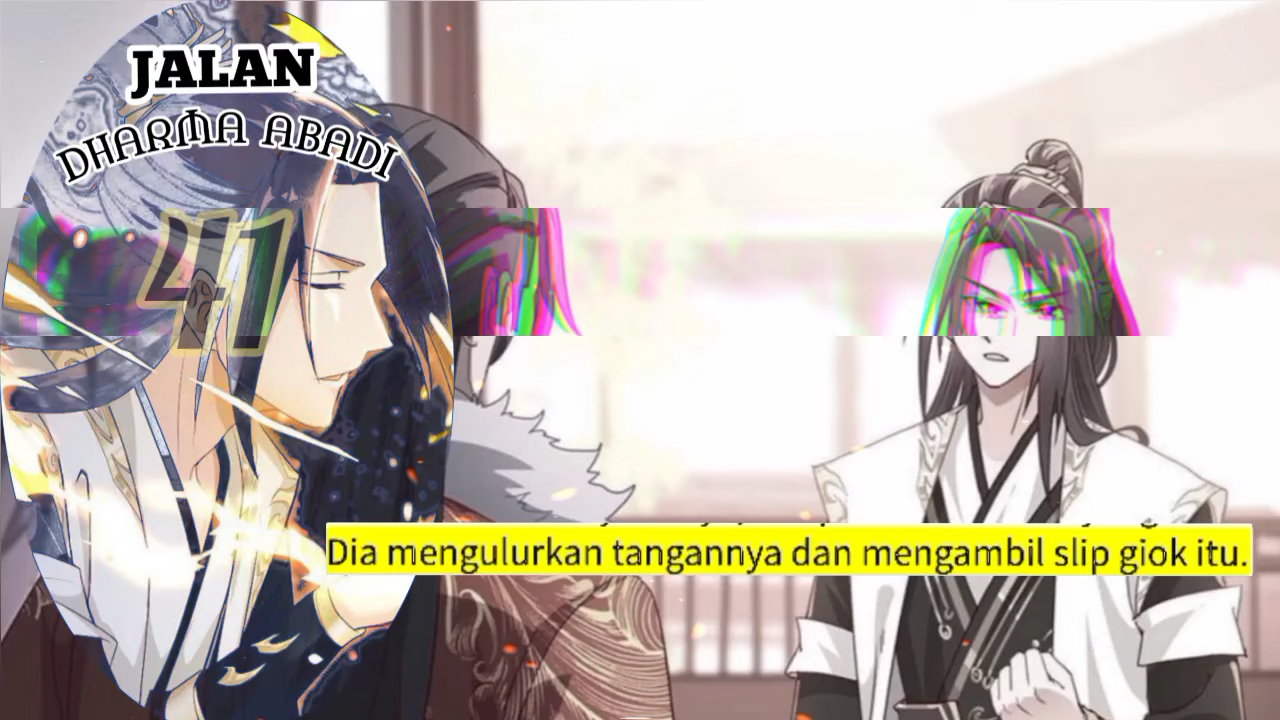 JALAN
DHARMA ABADI
41
Dia mengulurkan tangannya dan mengambil slip giok itu.